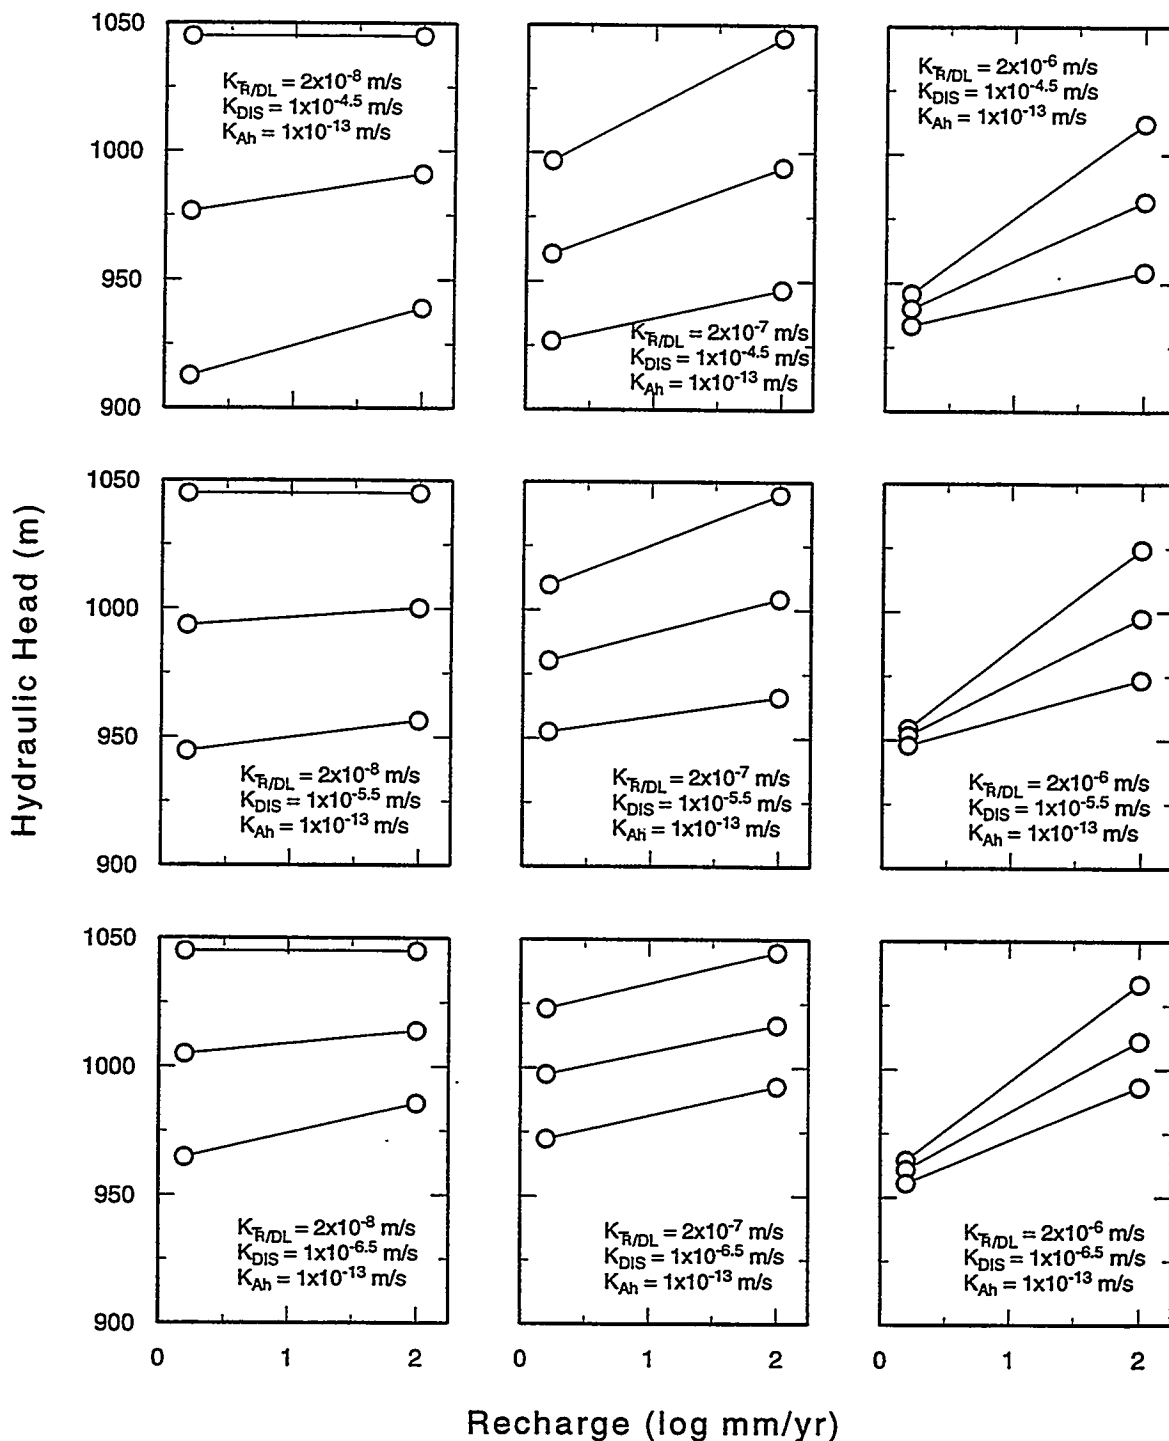 1050
1000
950
900
K_TR/DL = 2x10^-8 m/s
K_DIS = 1x10^-4.5 m/s
K_Ah = 1x10^-13 m/s
K_TR/DL = 2x10^-7 m/s
K_DIS = 1x10^-4.5 m/s
K_Ah = 1x10^-13 m/s
K_TR/DL = 2x10^-6 m/s
K_DIS = 1x10^-4.5 m/s
K_Ah = 1x10^-13 m/s
Hydraulic Head (m)
1050
1000
950
900
K_TR/DL = 2x10^-8 m/s
K_DIS = 1x10^-5.5 m/s
K_Ah = 1x10^-13 m/s
K_TR/DL = 2x10^-7 m/s
K_DIS = 1x10^-5.5 m/s
K_Ah = 1x10^-13 m/s
K_TR/DL = 2x10^-6 m/s
K_DIS = 1x10^-5.5 m/s
K_Ah = 1x10^-13 m/s
1050
1000
950
900
K_TR/DL = 2x10^-8 m/s
K_DIS = 1x10^-6.5 m/s
K_Ah = 1x10^-13 m/s
K_TR/DL = 2x10^-7 m/s
K_DIS = 1x10^-6.5 m/s
K_Ah = 1x10^-13 m/s
K_TR/DL = 2x10^-6 m/s
K_DIS = 1x10^-6.5 m/s
K_Ah = 1x10^-13 m/s
0 1 2 0 1 2 0 1 2
Recharge (log mm/yr)